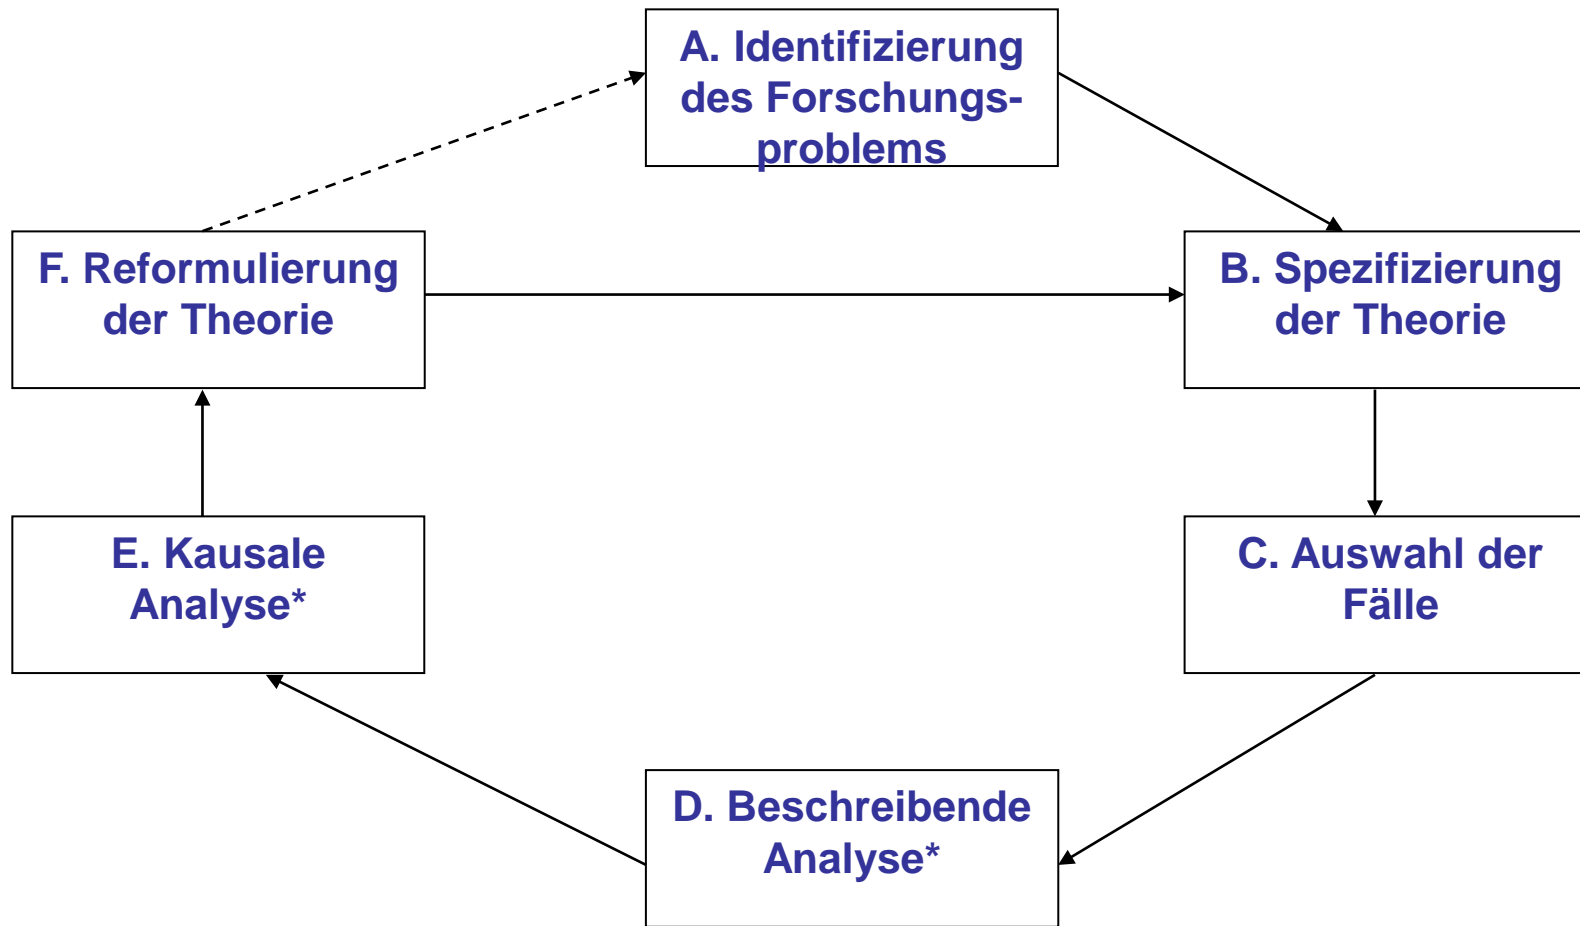 A. Identifizierung
des Forschungs-
problems
F. Reformulierung
der Theorie
B. Spezifizierung
der Theorie
E. Kausale
Analyse*
C. Auswahl der
Fälle
D. Beschreibende
Analyse*